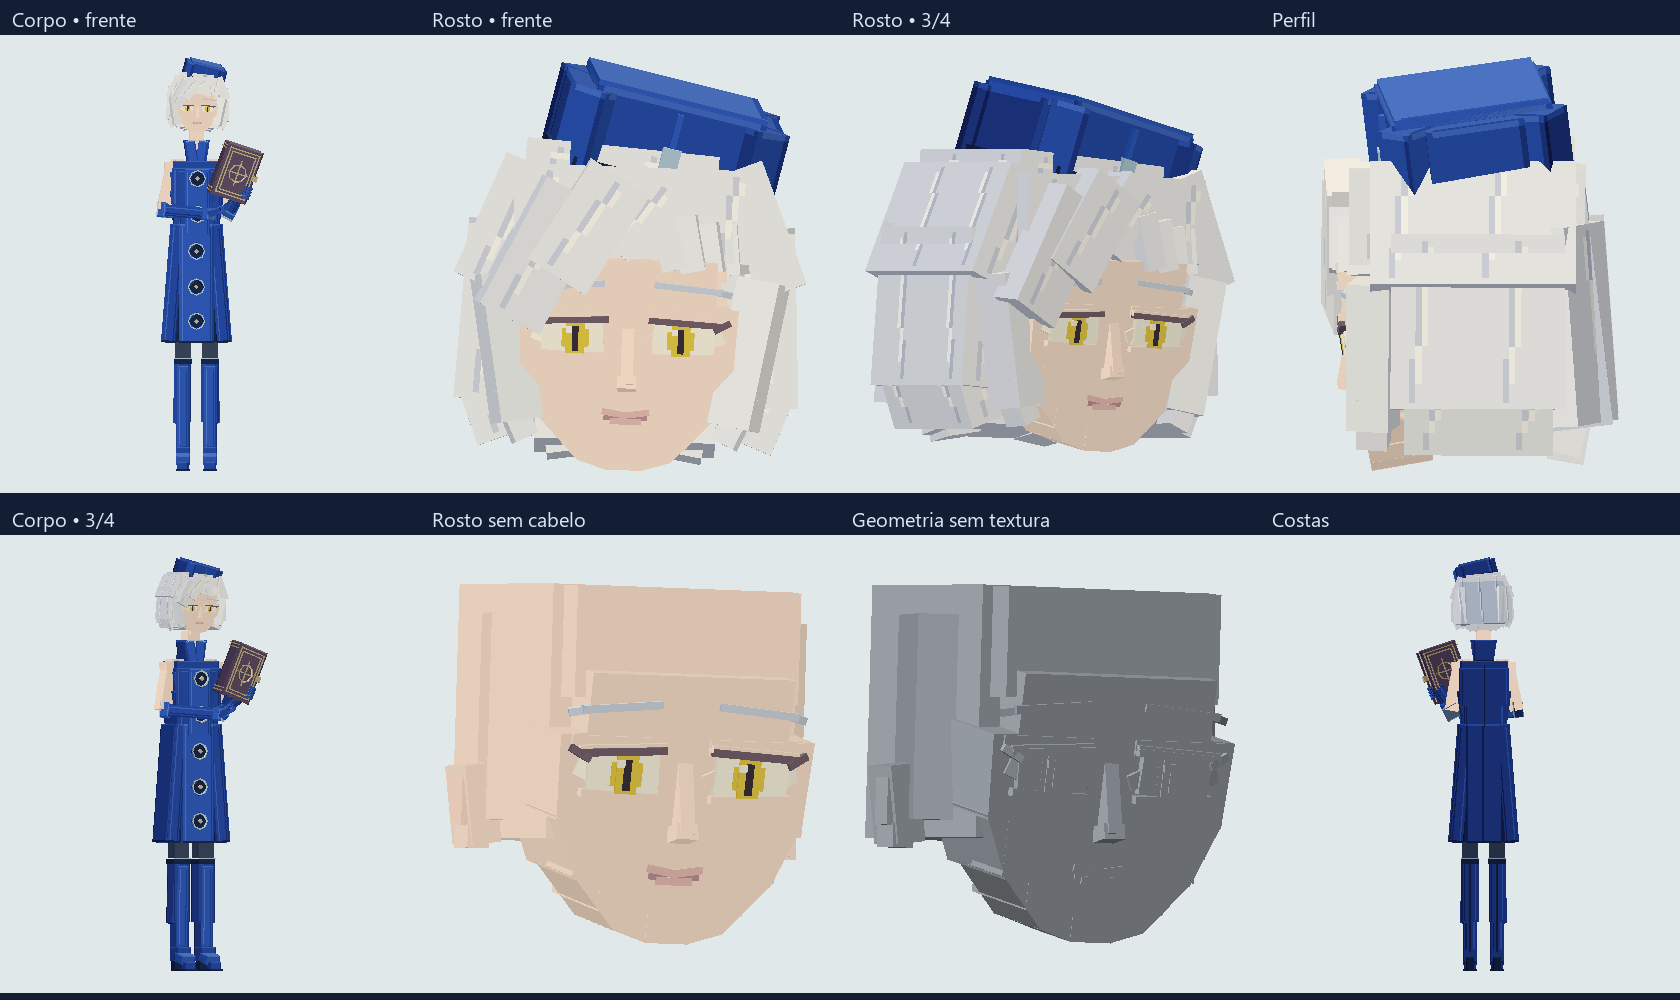 Corpo • frente
Rosto • frente
Rosto • 3/4
Perfil
Corpo • 3/4
Rosto sem cabelo
Geometria sem textura
Costas